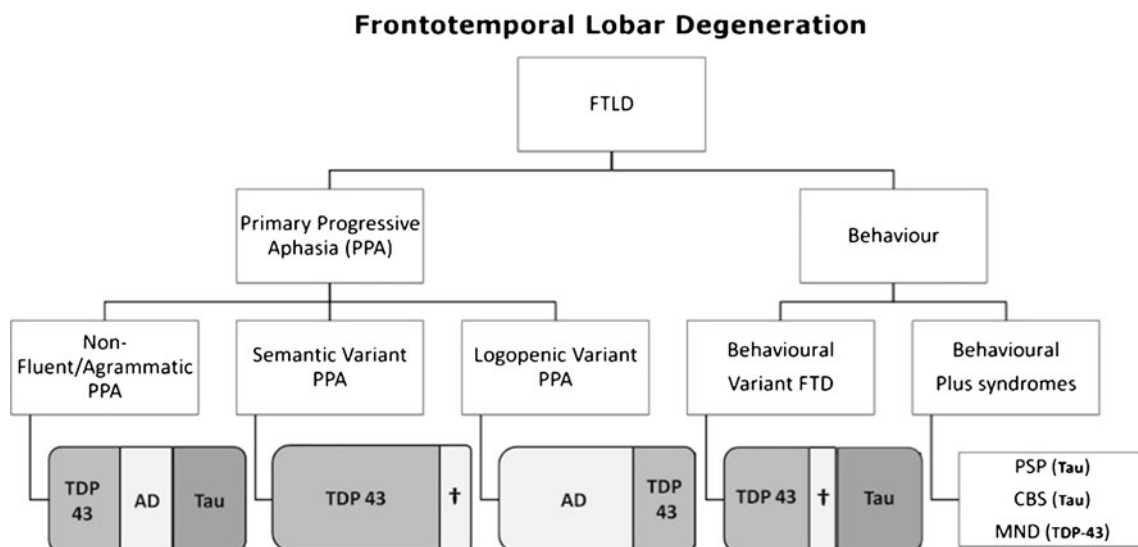 Frontotemporal Lobar Degeneration
FTLD
Primary Progressive
Aphasia (PPA)
Behaviour
Non-
Fluent/Agrammatic
PPA
Semantic Variant
PPA
Logopenic Variant
PPA
Behavioural
Variant FTD
Behavioural
Plus syndromes
TDP
43
AD
Tau
TDP 43
†
AD
TDP
43
TDP 43
†
Tau
PSP (Tau)
CBS (Tau)
MND (TDP-43)